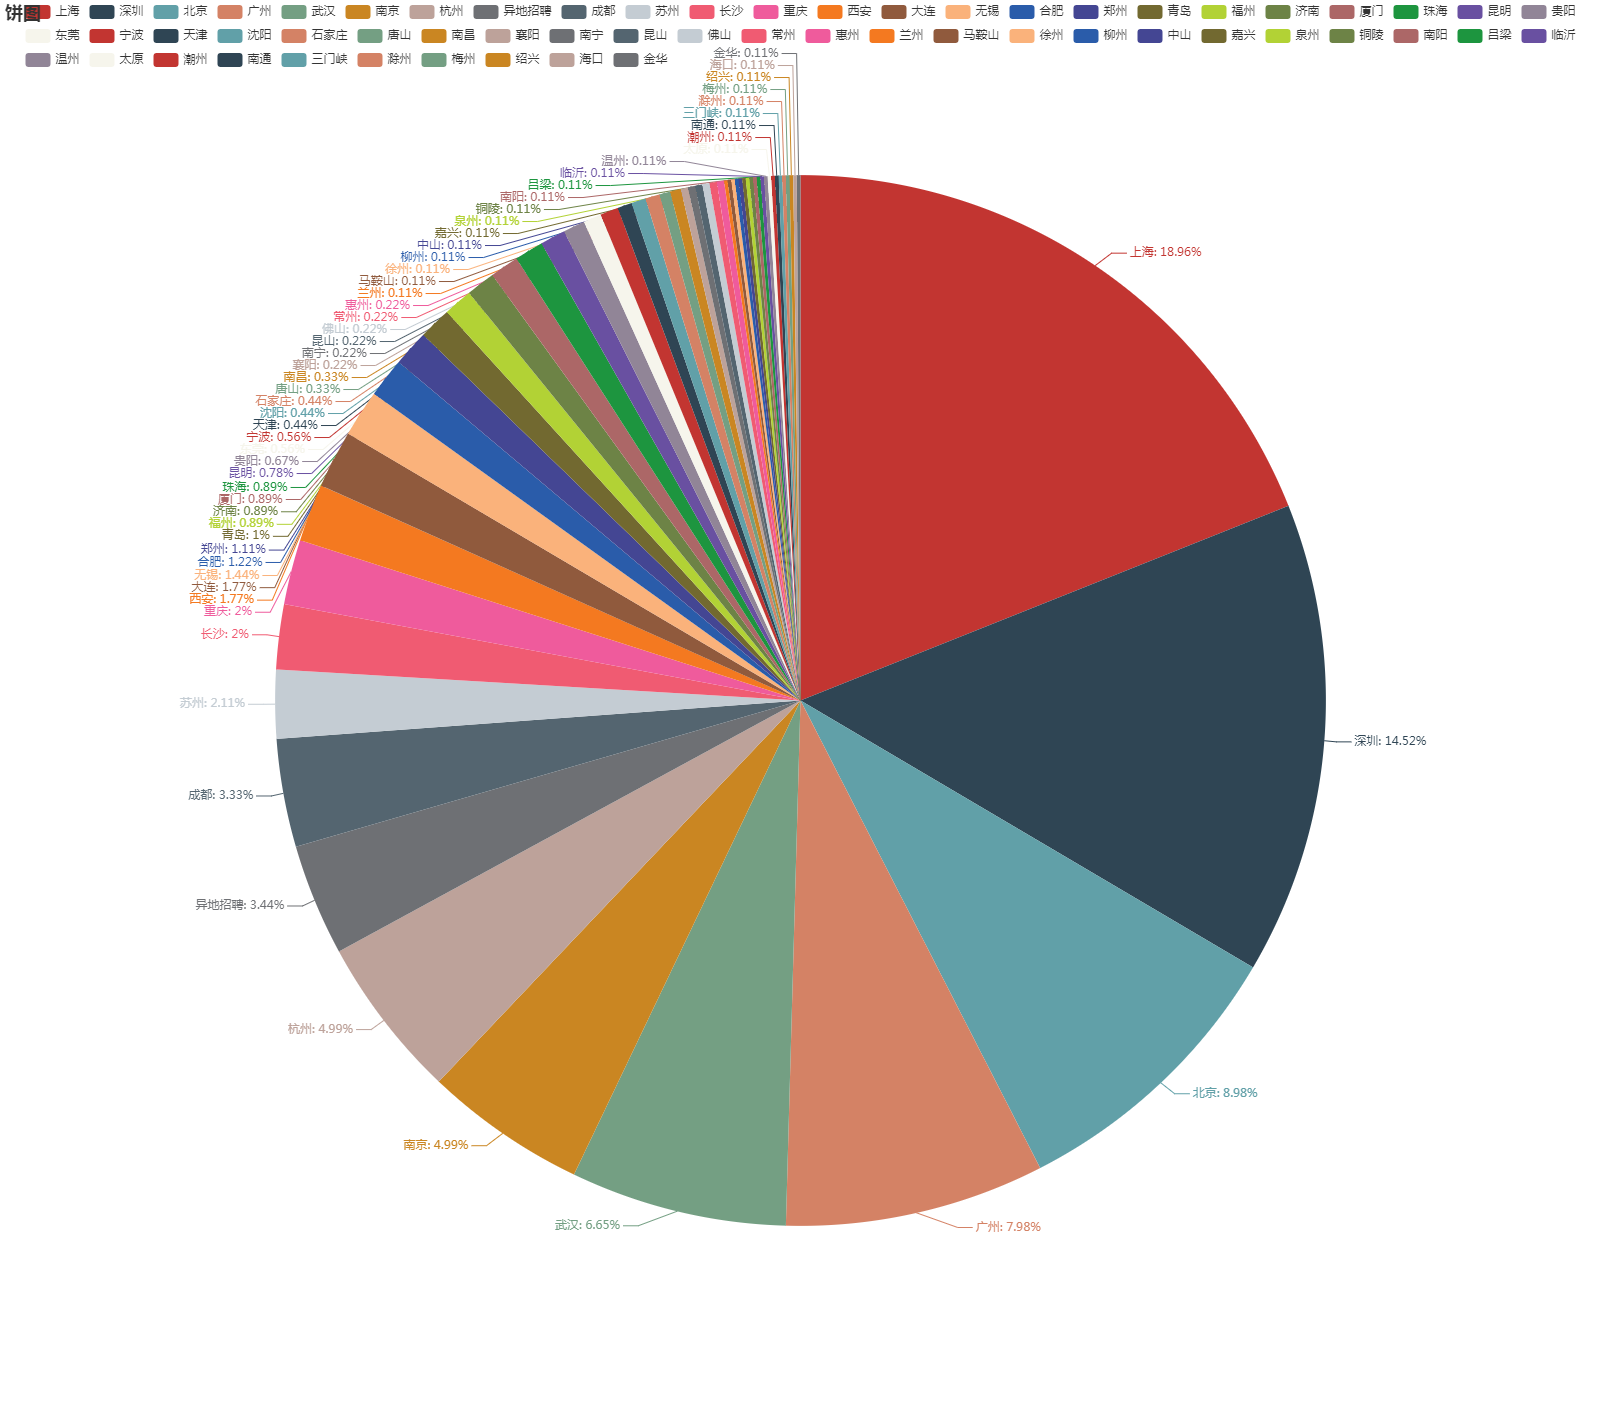 饼图
上海 深圳 北京 广州 武汉 南京 杭州 异地招聘 成都 苏州 长沙 重庆 西安 大连 无锡 合肥 郑州 青岛 福州 济南 厦门 珠海 昆明 贵阳
东莞 宁波 天津 沈阳 石家庄 唐山 南昌 襄阳 南宁 昆山 佛山 常州 惠州 兰州 马鞍山 徐州 柳州 中山 嘉兴 泉州 铜陵 南阳 吕梁 临沂
温州 太原 潮州 南通 三门峡 滁州 梅州 绍兴 海口 金华
金华: 0.11%
海口: 0.11%
绍兴: 0.11%
梅州: 0.11%
滁州: 0.11%
三门峡: 0.11%
南通: 0.11%
潮州: 0.11%
太原: 0.11%
温州: 0.11%
临沂: 0.11%
吕梁: 0.11%
南阳: 0.11%
铜陵: 0.11%
泉州: 0.11%
嘉兴: 0.11%
中山: 0.11%
柳州: 0.11%
徐州: 0.11%
马鞍山: 0.11%
兰州: 0.11%
惠州: 0.22%
常州: 0.22%
佛山: 0.22%
昆山: 0.22%
南宁: 0.22%
襄阳: 0.22%
南昌: 0.33%
唐山: 0.33%
石家庄: 0.44%
沈阳: 0.44%
天津: 0.44%
宁波: 0.56%
东莞: 0.56%
贵阳: 0.67%
昆明: 0.78%
珠海: 0.89%
厦门: 0.89%
济南: 0.89%
福州: 0.89%
青岛: 1%
郑州: 1.11%
合肥: 1.22%
无锡: 1.44%
大连: 1.77%
西安: 1.77%
重庆: 2%
长沙: 2%
苏州: 2.11%
成都: 3.33%
异地招聘: 3.44%
杭州: 4.99%
南京: 4.99%
武汉: 6.65%
广州: 7.98%
北京: 8.98%
深圳: 14.52%
上海: 18.96%